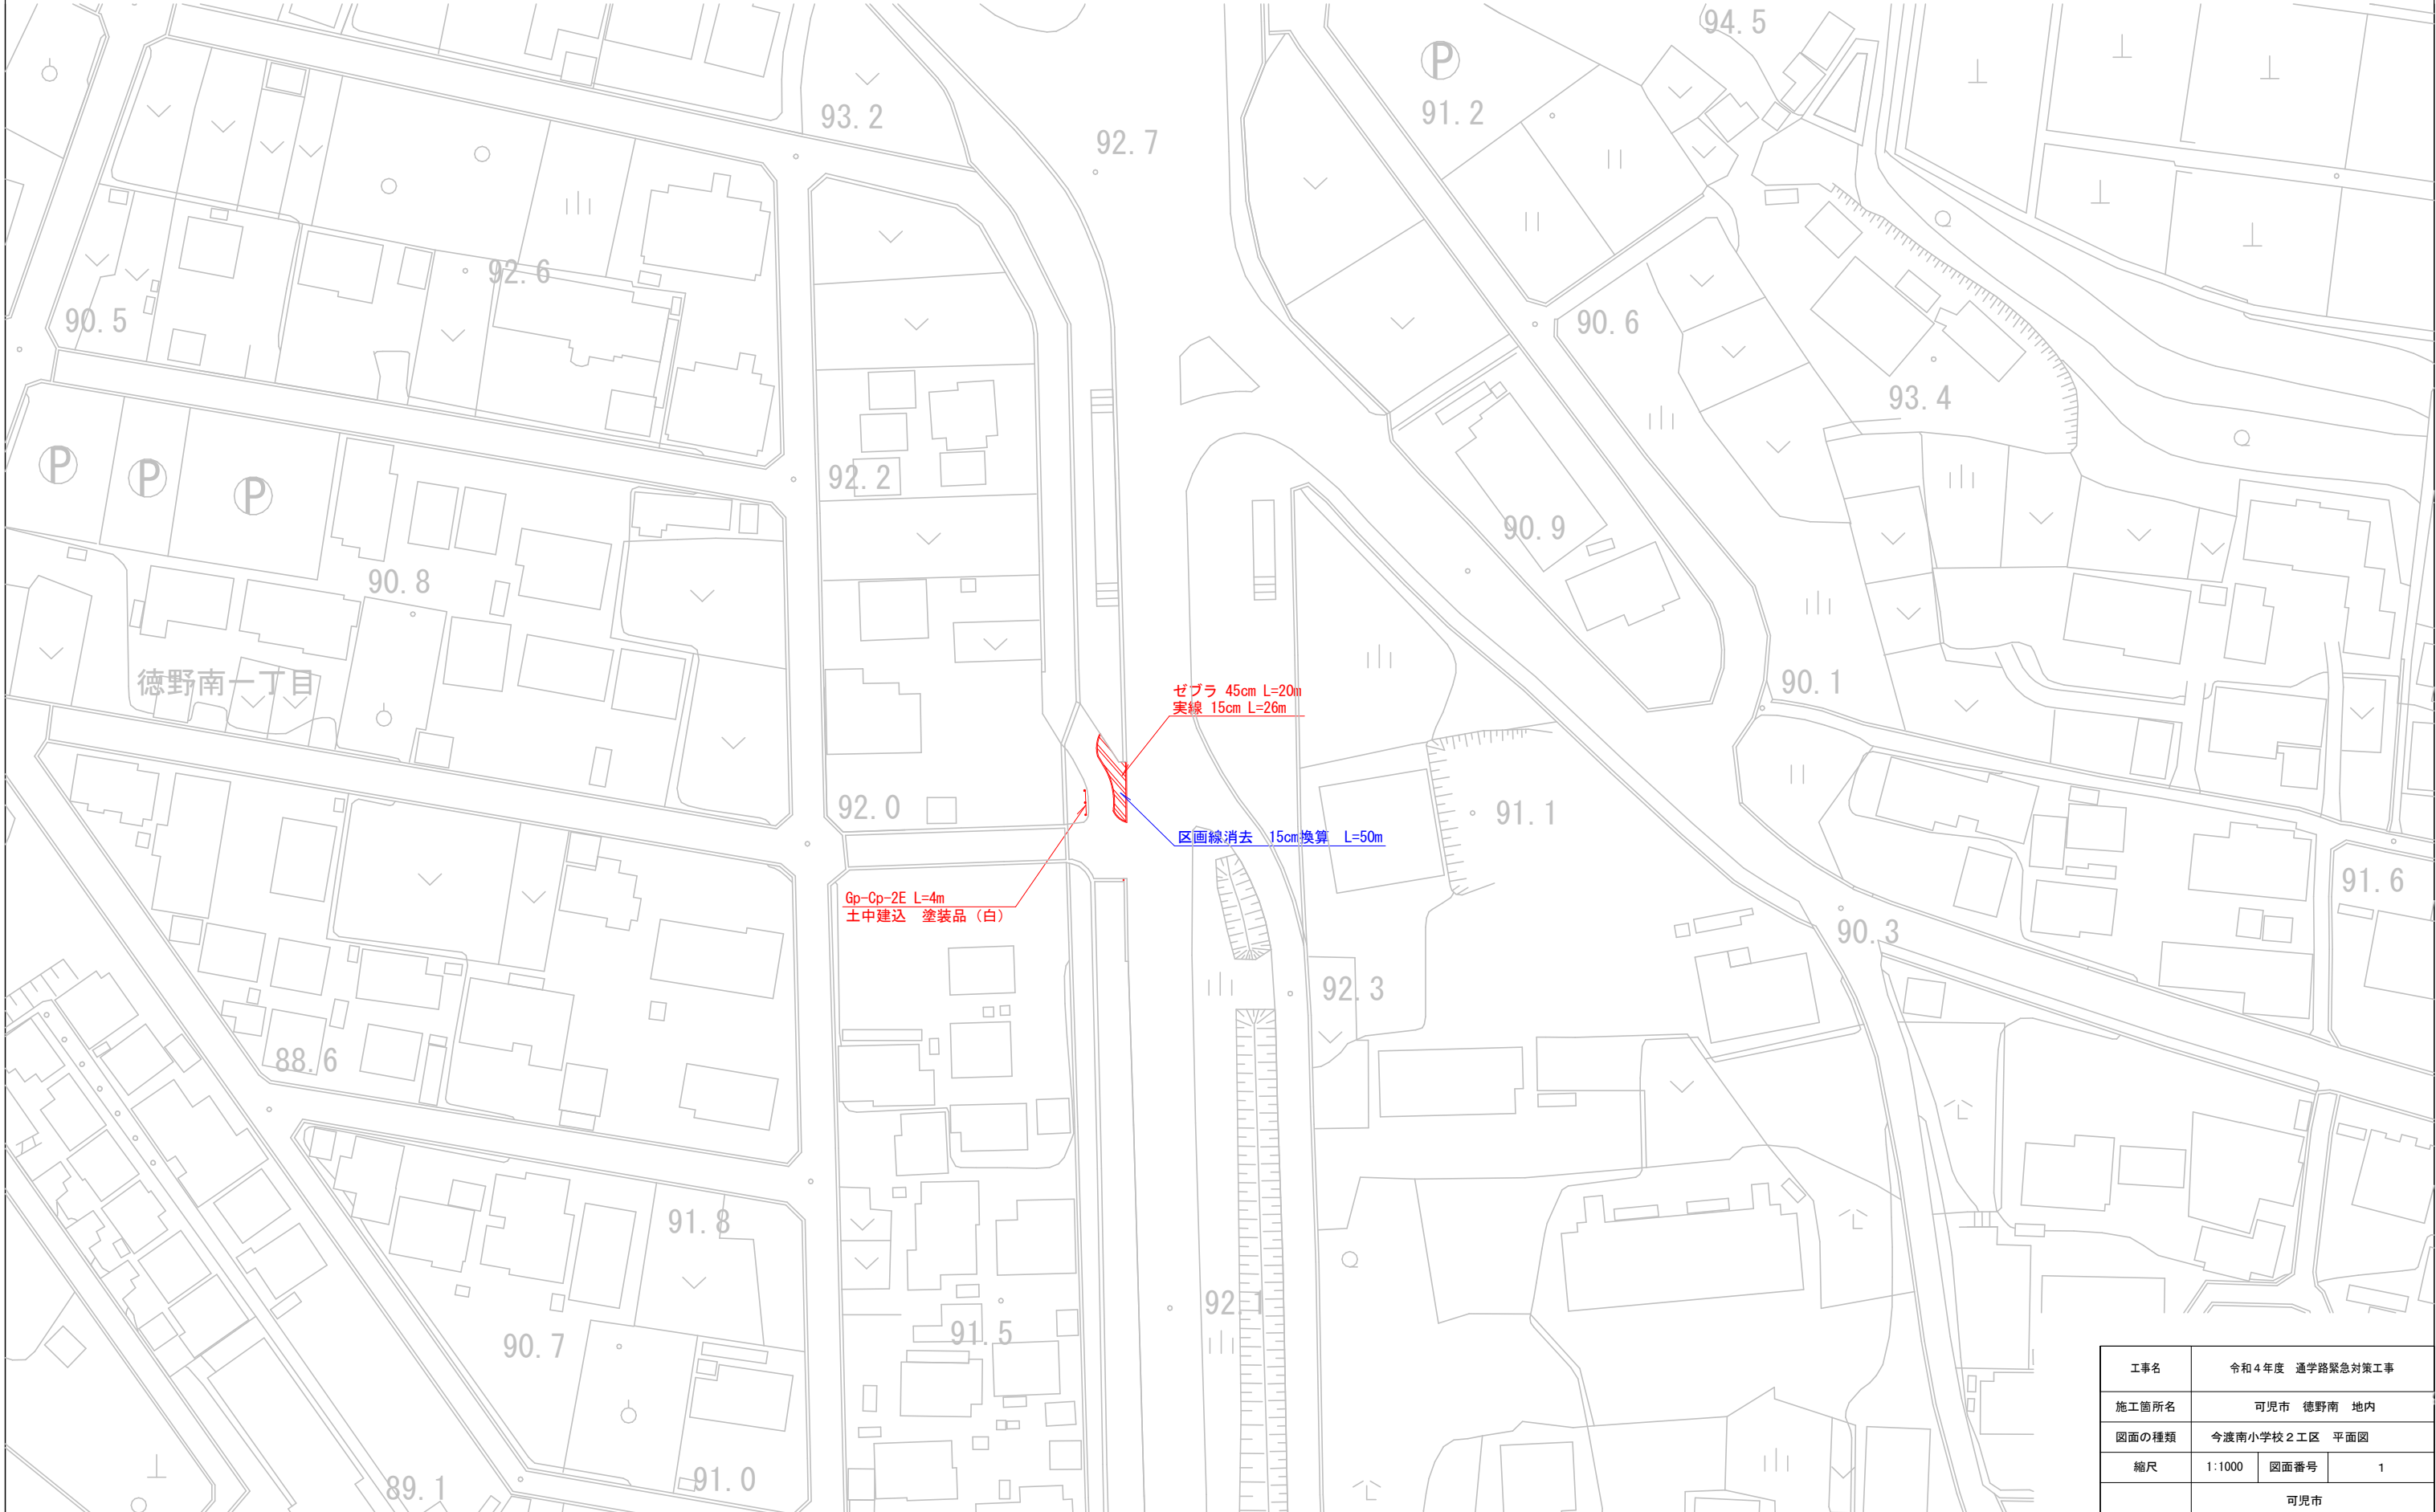 94.5
91.2
93.2
92.7
92.6
90.5
90.6
93.4
92.2
90.9
90.8
徳野南一丁目
90.1
ゼブラ 45cm L=20m
実線 15cm L=26m
92.0
91.1
区画線消去 15cm換算 L=50m
Gp-Cp-2E L=4m
土中建込 塗装品（白）
91.6
90.3
92.3
88.6
91.8
92.1
91.5
90.7
91.0
89.1
P
P
P
P
工事名 令和４年度 通学路緊急対策工事
施工箇所名 可児市 徳野南 地内
図面の種類 今渡南小学校２工区 平面図
縮尺 1:1000 図面番号 1
可児市